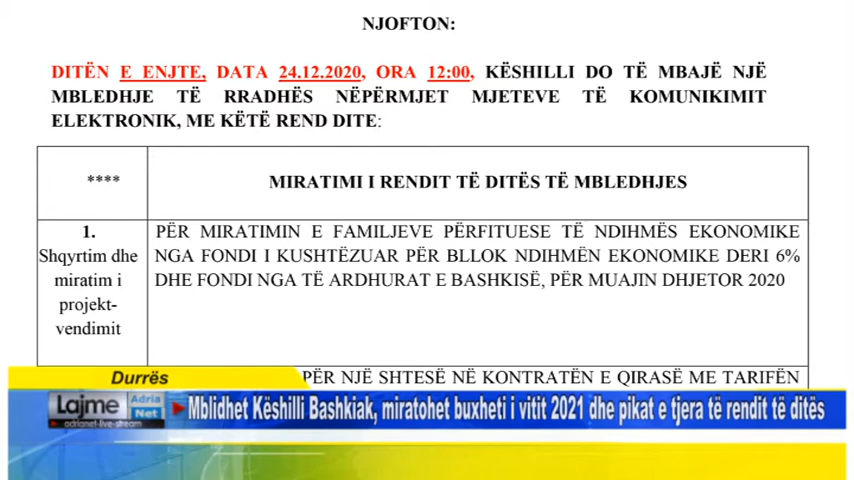 NJOFTON:
DITËN E ENJTE, DATA 24.12.2020, ORA 12:00, KËSHILLI DO TË MBAJË NJË
MBLEDHJE TË RRADHËS NËPËRMJET MJETEVE TË KOMUNIKIMIT
ELEKTRONIK, ME KËTË REND DITE:
****
MIRATIMI I RENDIT TË DITËS TË MBLEDHJES
1.
Shqyrtim dhe
miratim i
projekt-
vendimit
PËR MIRATIMIN E FAMILJEVE PËRFITUESE TË NDIHMËS EKONOMIKE
NGA FONDI I KUSHTËZUAR PËR BLLOK NDIHMËN EKONOMIKE DERI 6%
DHE FONDI NGA TË ARDHURAT E BASHKISË, PËR MUAJIN DHJETOR 2020
PËR NJË SHTESË NË KONTRATËN E QIRASË ME TARIFËN
Durrës
Lajme
Adria
Net
adrianet-live-stream
Mblidhet Këshilli Bashkiak, miratohet buxheti i vitit 2021 dhe pikat e tjera të rendit të ditës